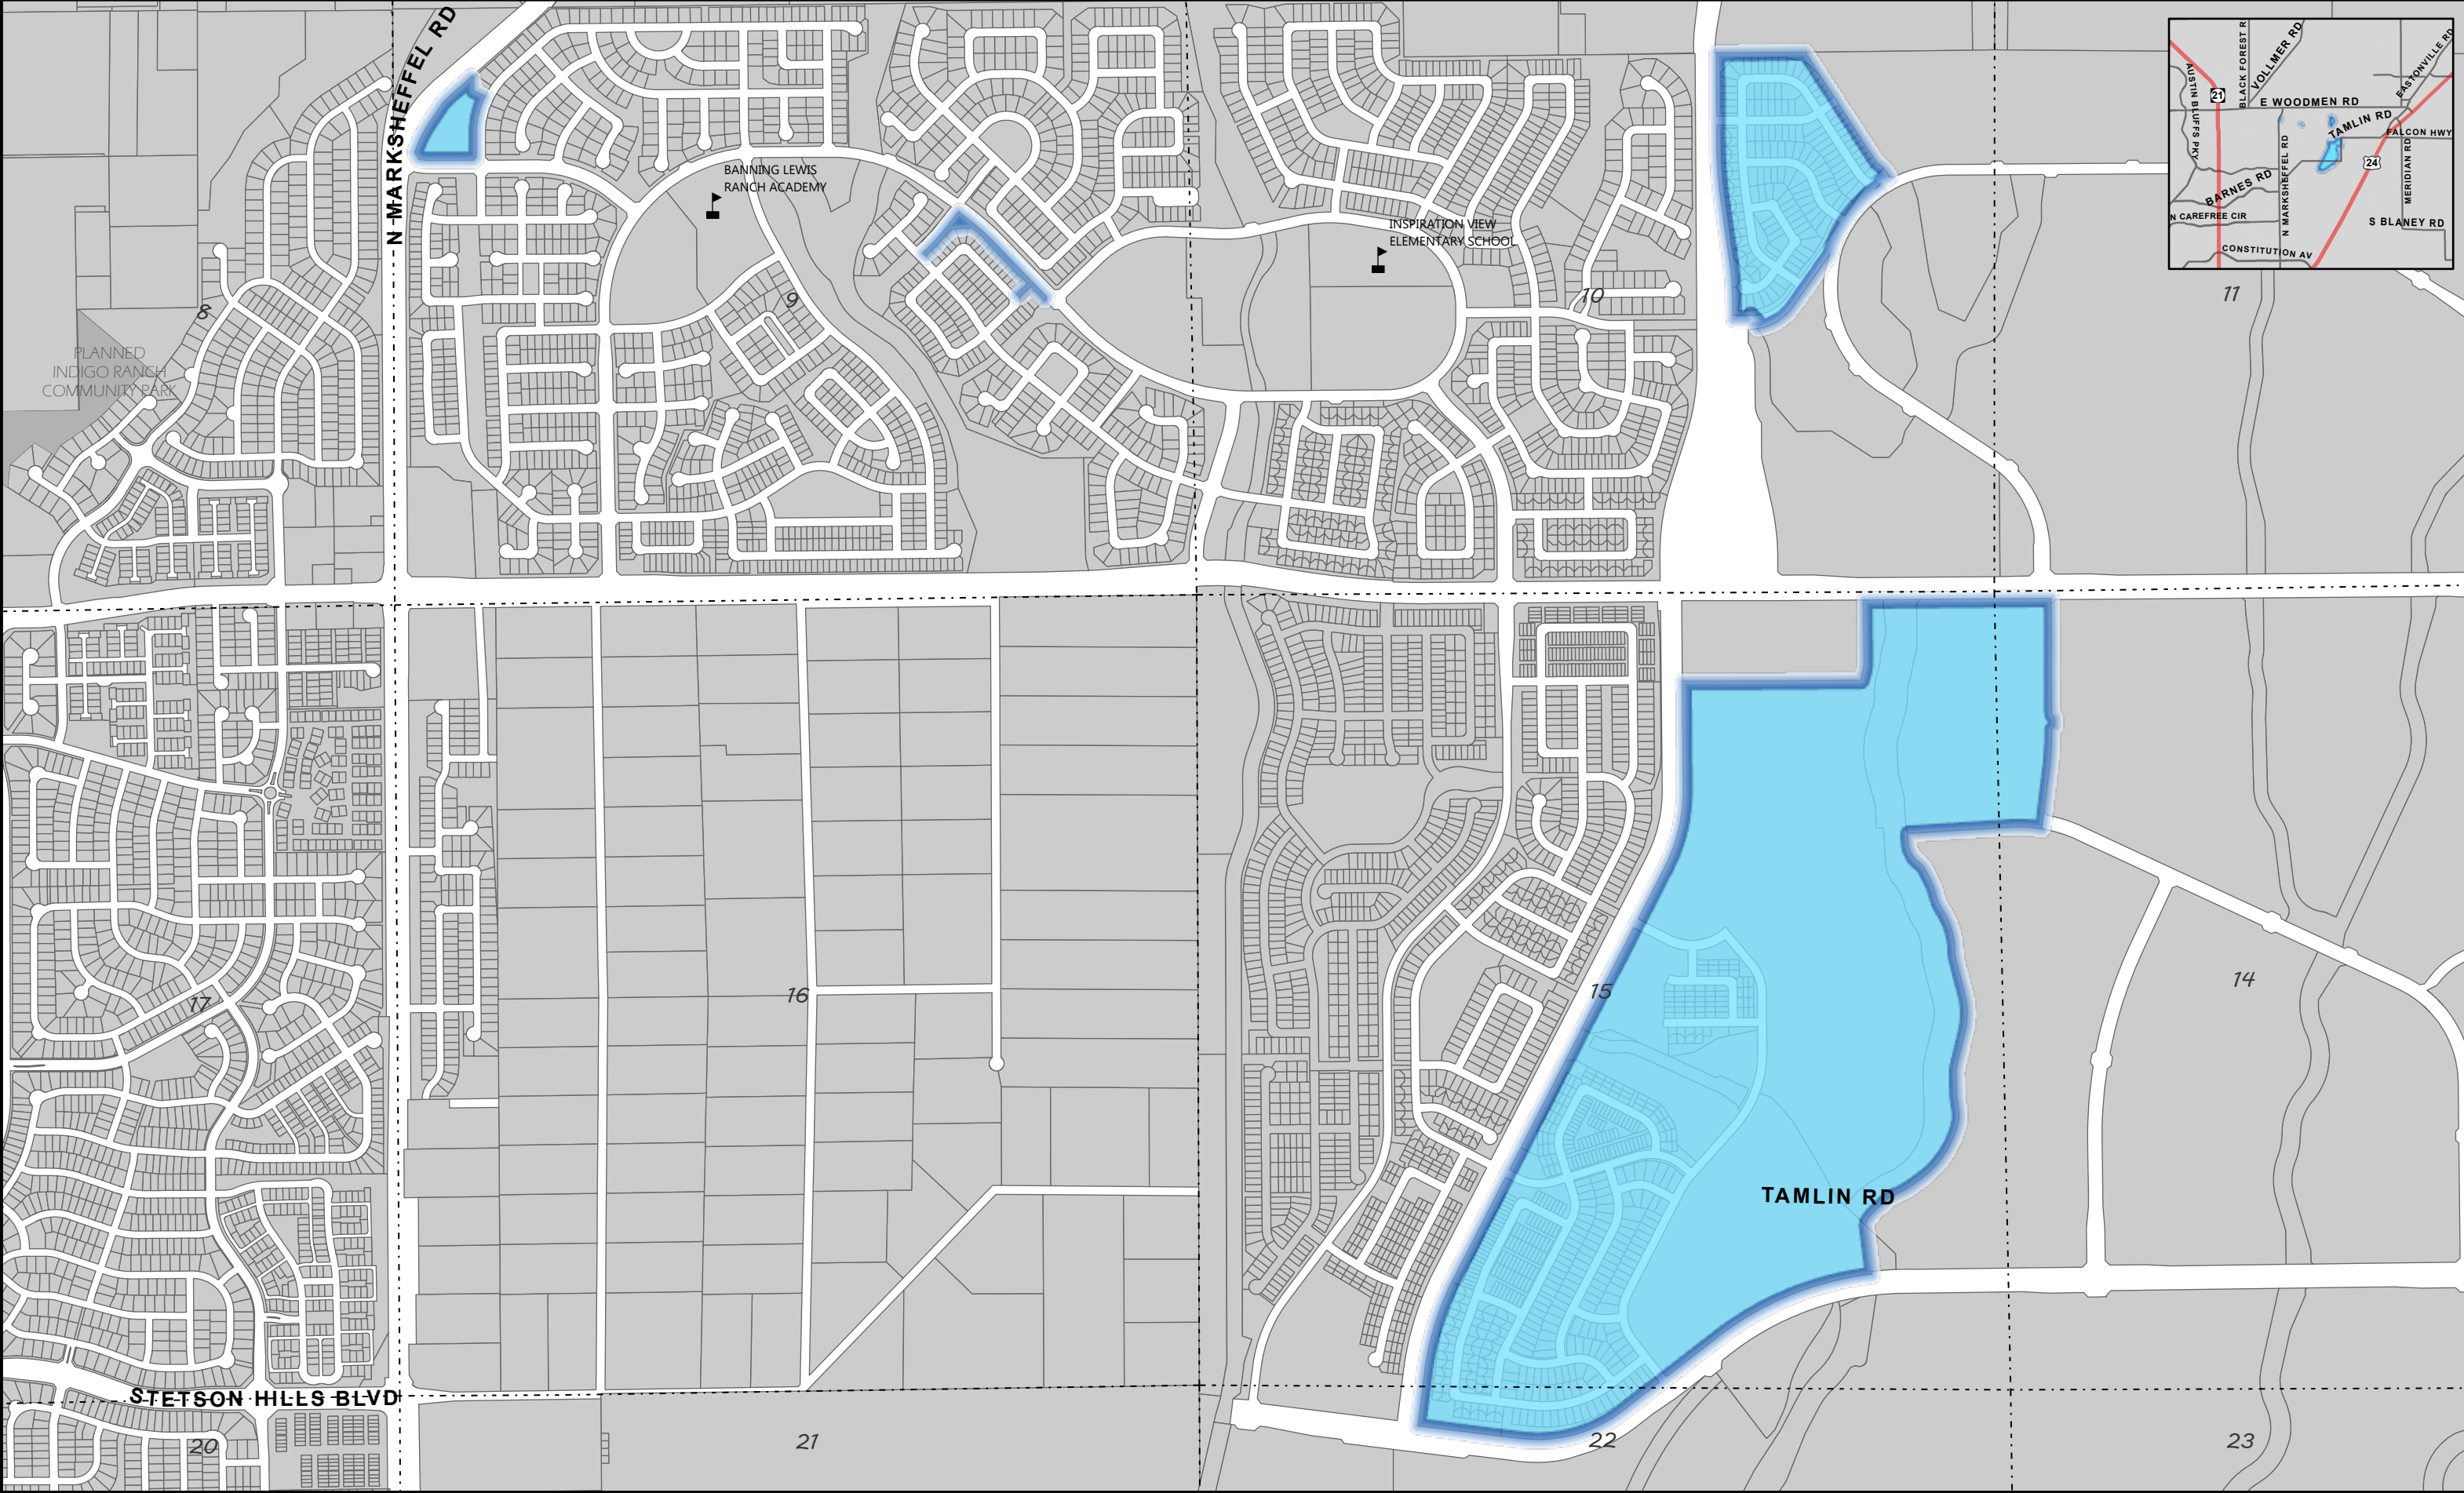 N MARKSHEFFEL RD
BANNING LEWIS
RANCH ACADEMY
INSPIRATION VIEW
ELEMENTARY SCHOOL
8
9
10
11
PLANNED
INDIGO RANCH
COMMUNITY PARK
17
16
15
14
TAMLIN RD
STETSON HILLS BLVD
20
21
22
23
AUSTIN BLUFFS PKY
21
BLACK FOREST R
VOLLMER RD
EASTONVILLE RD
E WOODMEN RD
TAMLIN RD
FALCON HWY
24
N MARKSHEFFEL RD
MERIDIAN RD
BARNES RD
N CAREFREE CIR
S BLANEY RD
CONSTITUTION AV